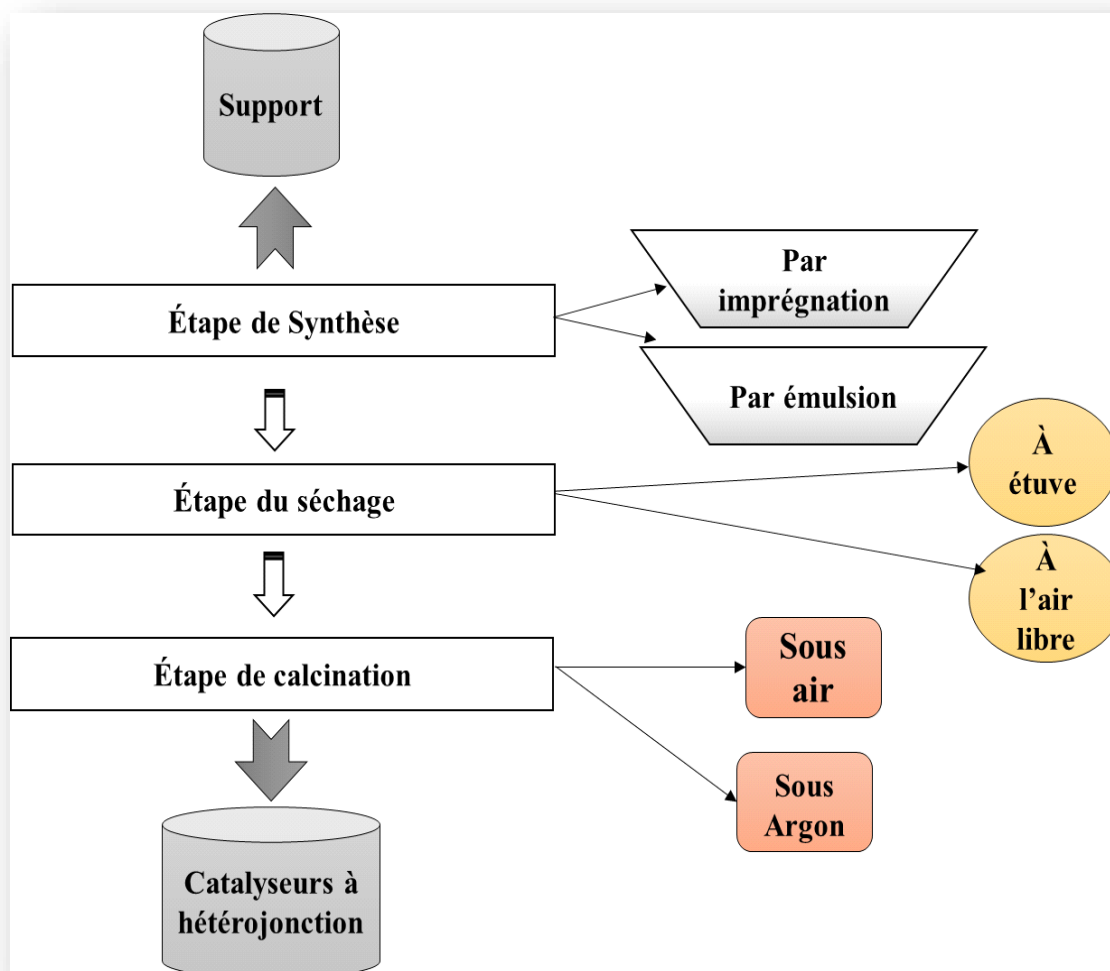 Support
Étape de Synthèse
Par
imprégnation
Par émulsion
Étape du séchage
À
étuve
À
l’air
libre
Étape de calcination
Sous
air
Sous
Argon
Catalyseurs à
hétérojonction